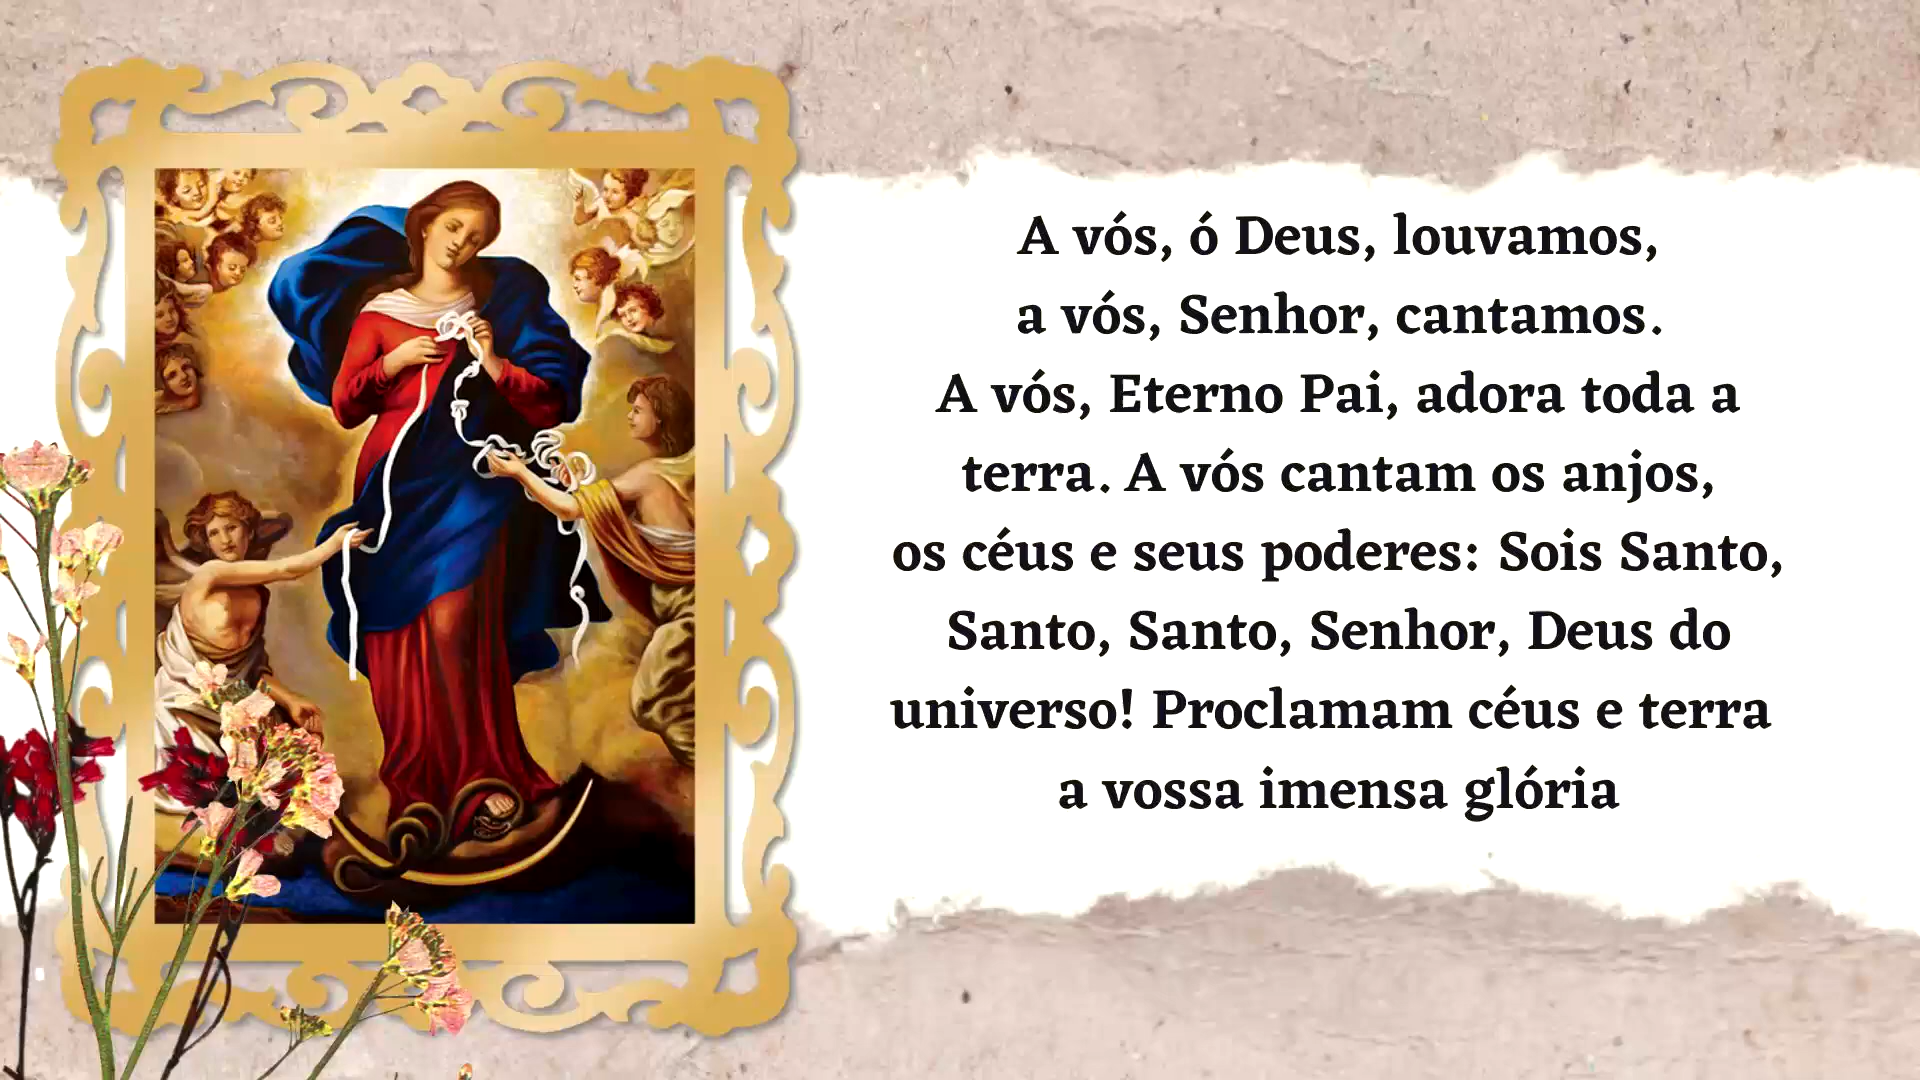 A vós, ó Deus, louvamos,
a vós, Senhor, cantamos.
A vós, Eterno Pai, adora toda a
terra. A vós cantam os anjos,
os céus e seus poderes: Sois Santo,
Santo, Santo, Senhor, Deus do
universo! Proclamam céus e terra
a vossa imensa glória